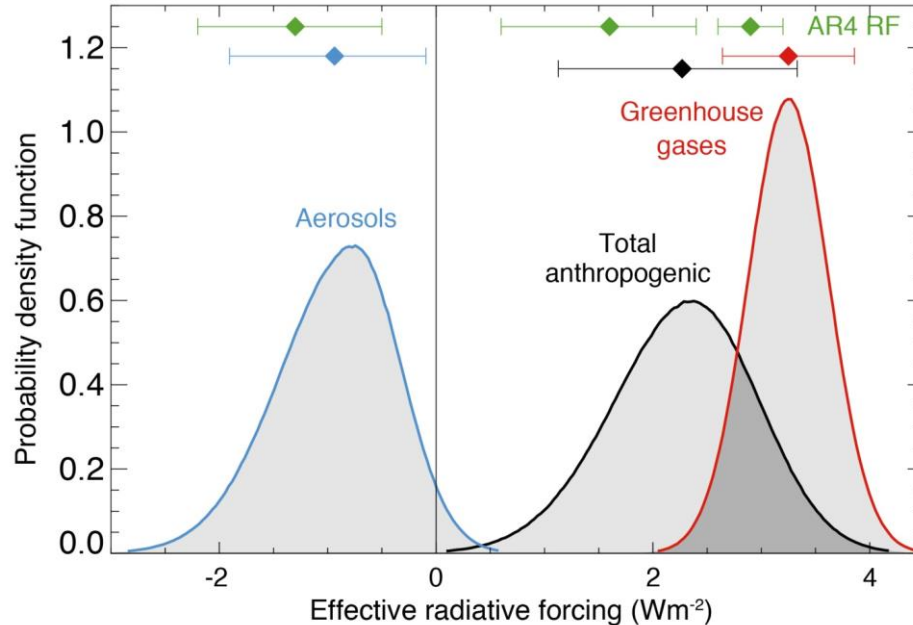 AR4 RF
1.2
Greenhouse
gases
1.0
0.8
Aerosols
Total
anthropogenic
0.6
0.4
0.2
0.0
-2
0
2
4
Probability density function
Effective radiative forcing (Wm-2)